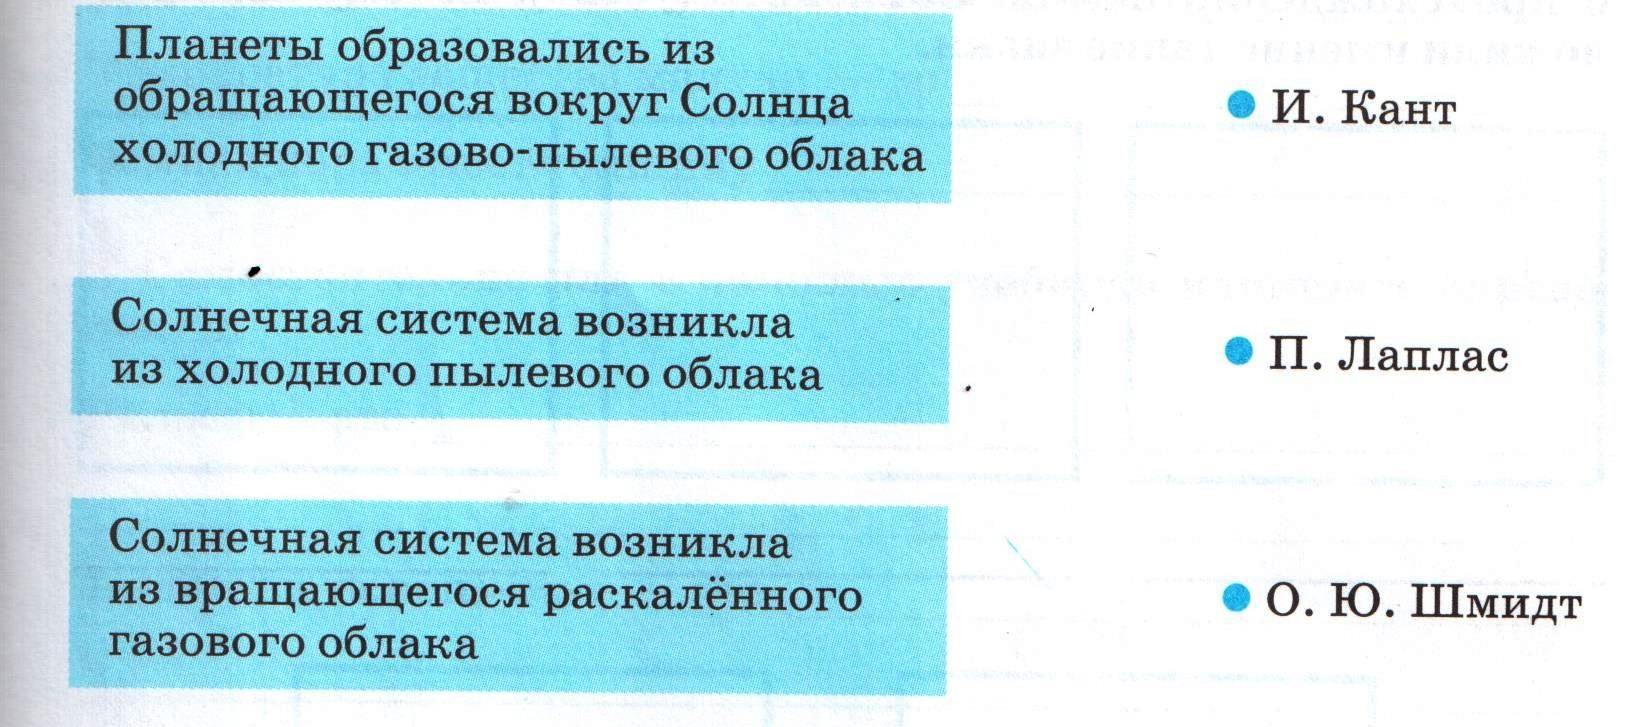 Планеты образовались из
обращающегося вокруг Солнца
холодного газово-пылевого облака
И. Кант
Солнечная система возникла
из холодного пылевого облака
П. Лаплас
Солнечная система возникла
из вращающегося раскалённого
газового облака
О. Ю. Шмидт